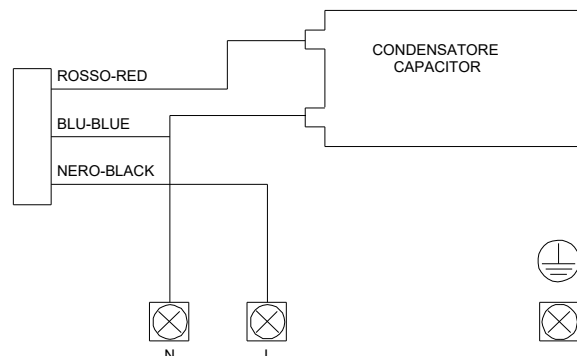 CONDENSATORE
CAPACITOR
ROSSO-RED
BLU-BLUE
NERO-BLACK
N L